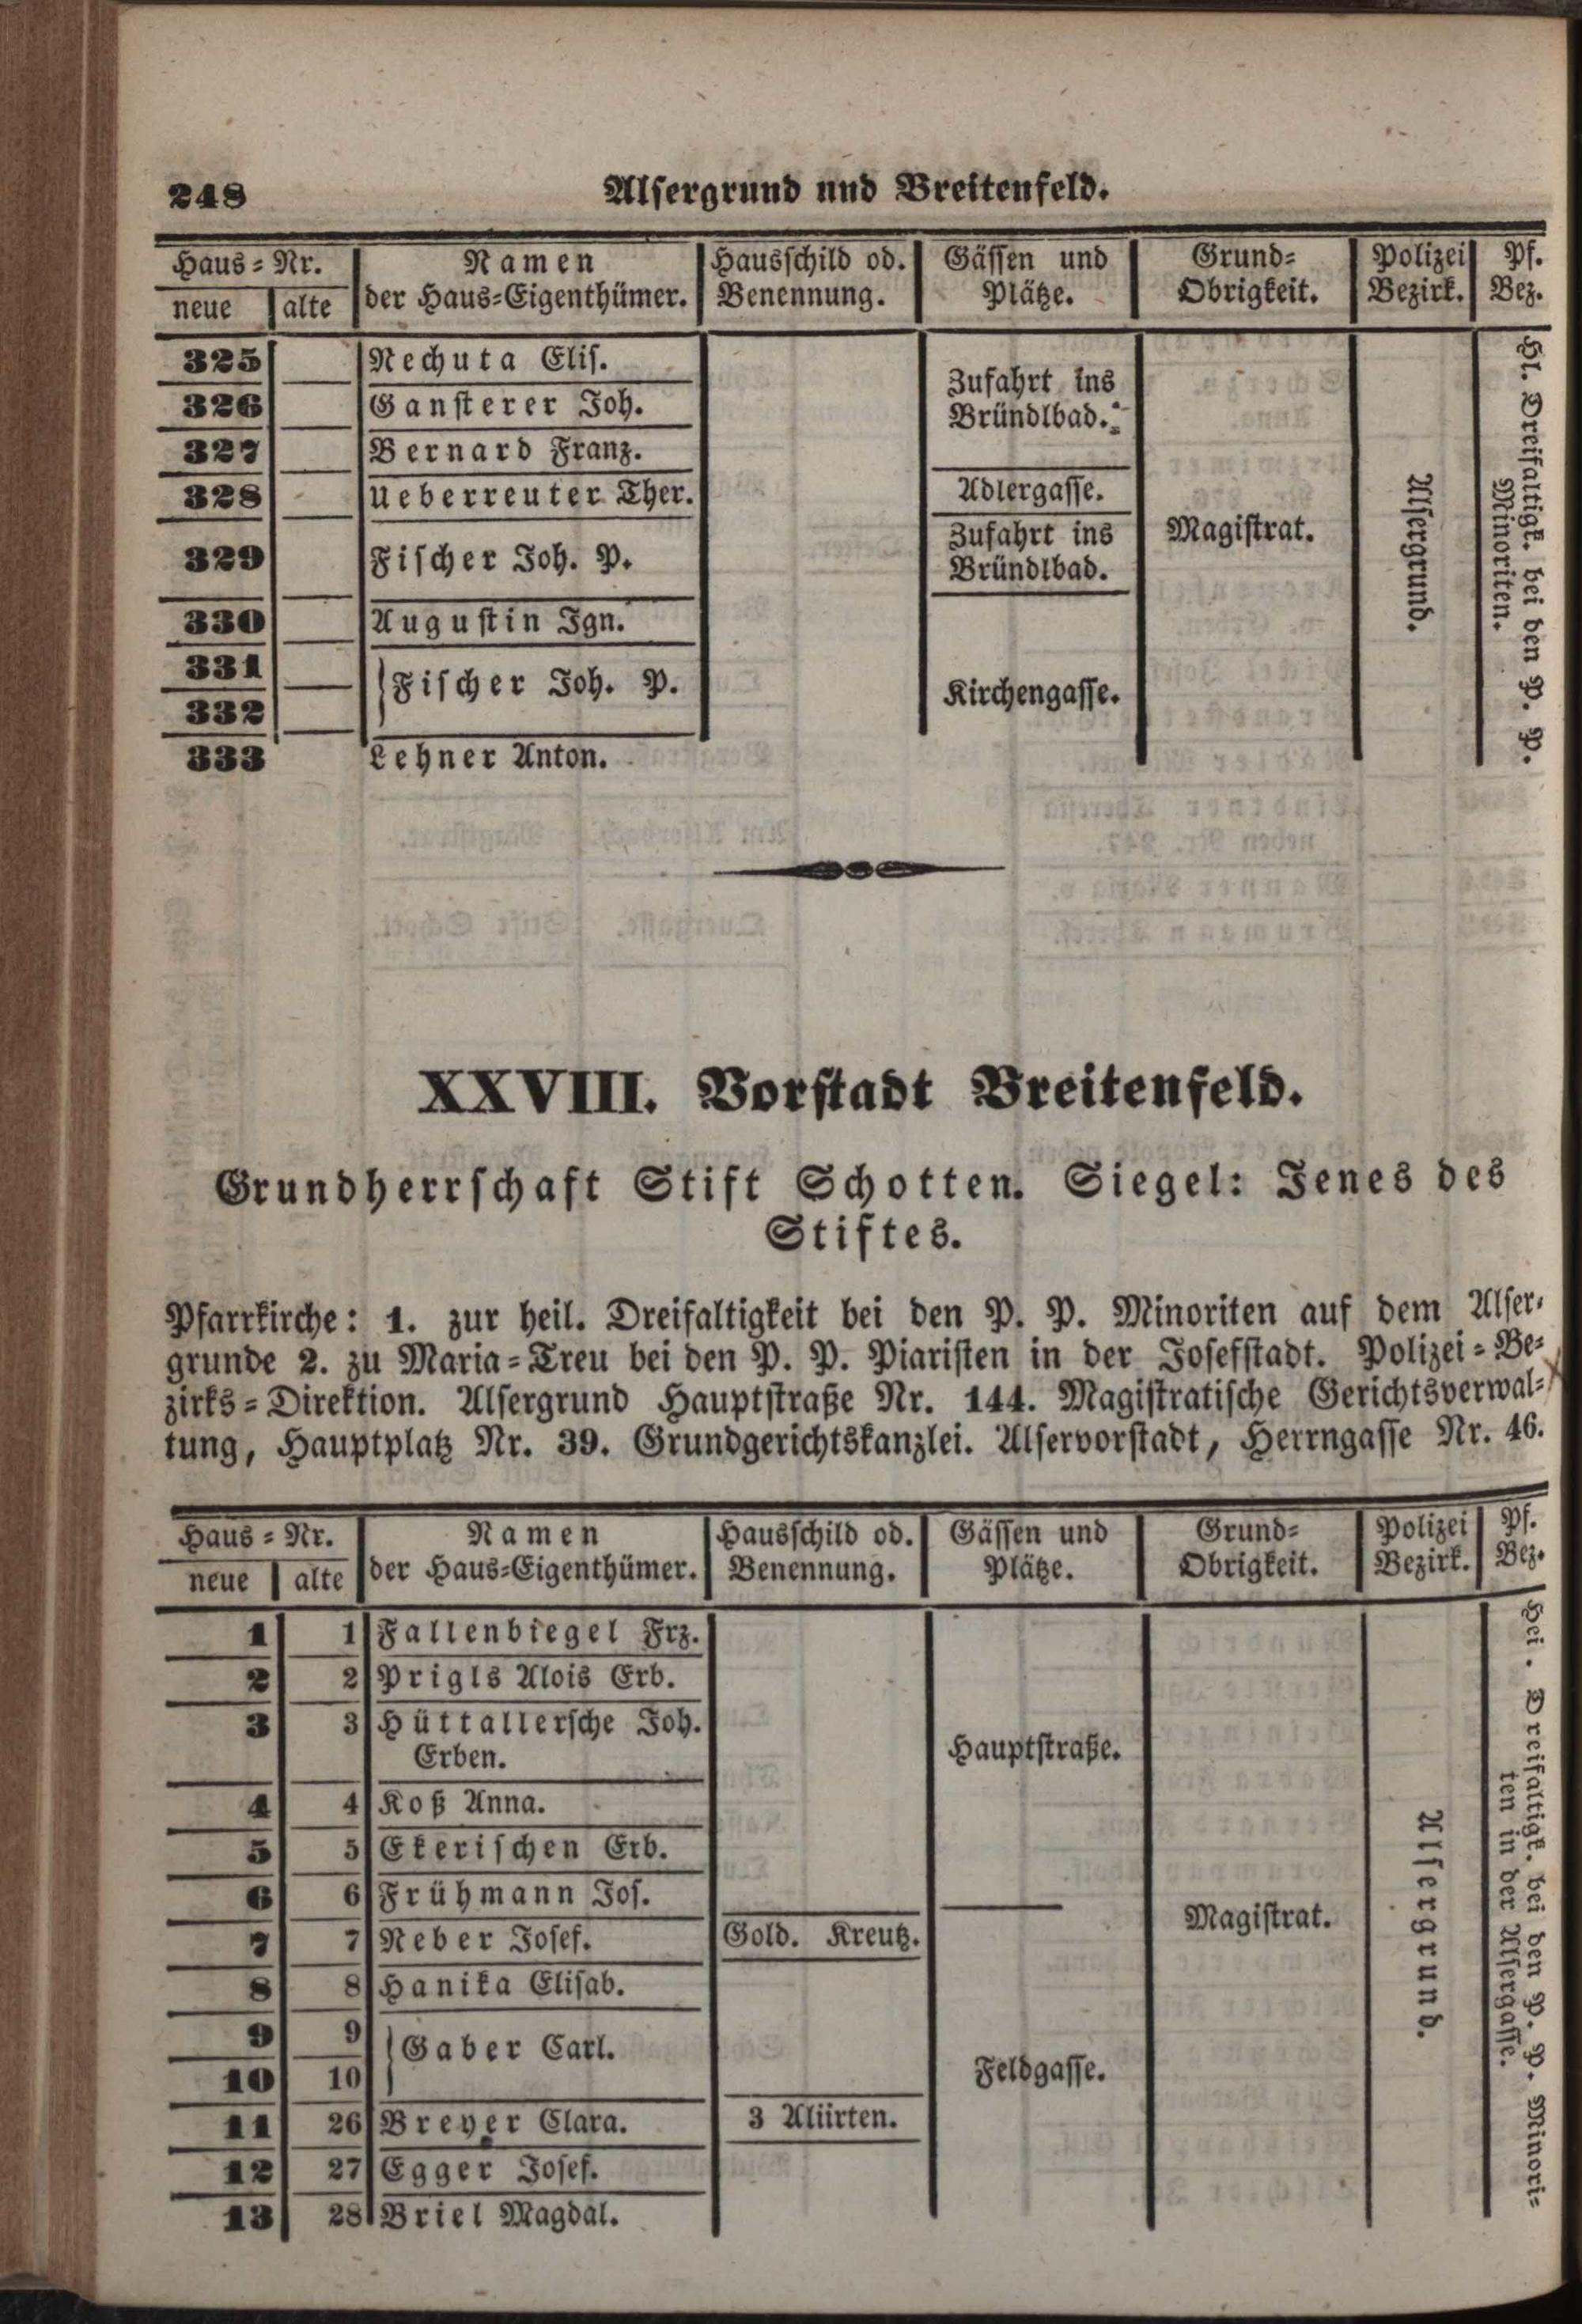 248
Alsergrund und Breitenfeld.
Haus-Nr. | Namen | Hausschild od. | Gässen und | Grund- | Polizei | Pf.
neue | alte | der Haus-Eigenthümer. | Benennung. | Plätze. | Obrigkeit. | Bezirk. | Bez.
325 Nechuta Elis.
326 Gansterer Joh.
Zufahrt ins
Bründlbad.
327 Bernard Franz.
328 Ueberreuter Ther. Adlergasse.
329 Fischer Joh. P. Zufahrt ins
Bründlbad.
330 Augustin Ign.
331
332 Fischer Joh. P.
Kirchengasse.
333 Lehner Anton.
Magistrat.
Alsergrund.
Hl. Dreifaltigk. bei den P. P.
Minoriten.
XXVIII. Vorstadt Breitenfeld.
Grundherrschaft Stift Schotten. Siegel: Jenes des
Stiftes.
Pfarrkirche: 1. zur heil. Dreifaltigkeit bei den P. P. Minoriten auf dem Alser-
grunde 2. zu Maria-Treu bei den P. P. Piaristen in der Josefstadt. Polizei-Be-
zirks-Direktion. Alsergrund Hauptstraße Nr. 144. Magistratische Gerichtsverwal-
tung, Hauptplatz Nr. 39. Grundgerichtskanzlei. Alservorstadt, Herrngasse Nr. 46.
Haus-Nr. | Namen | Hausschild od. | Gässen und | Grund- | Polizei | Pf.
neue | alte | der Haus-Eigenthümer. | Benennung. | Plätze. | Obrigkeit. | Bezirk. | Bez.
1 1 Fallenbiegel Frz.
2 2 Prigls Alois Erb.
3 3 Hüttallersche Joh.
Erben.
Hauptstraße.
4 4 Koß Anna.
5 5 Ekerischen Erb.
6 6 Frühmann Jos.
7 7 Neber Josef. Gold. Kreutz.
8 8 Hanika Elisab.
9 9
10 10 Gaber Carl.
Feldgasse.
11 26 Breyer Clara. 3 Aliirten.
12 27 Egger Josef.
13 28 Briel Magdal.
Magistrat.
Alsergrund.
Hei. Dreifaltigk. bei den P. P. Minori-
ten in der Alsergasse.